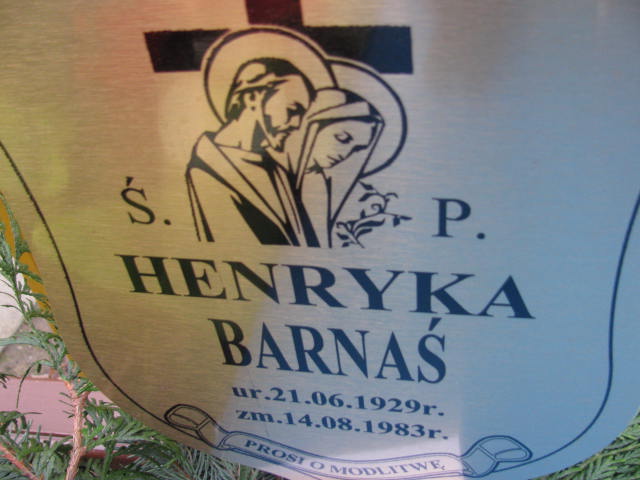 Ś. P.
HENRYKA
BARNAŚ
ur.21.06.1929r.
zm.14.08.1983r.
PROSI O MODLITWĘ